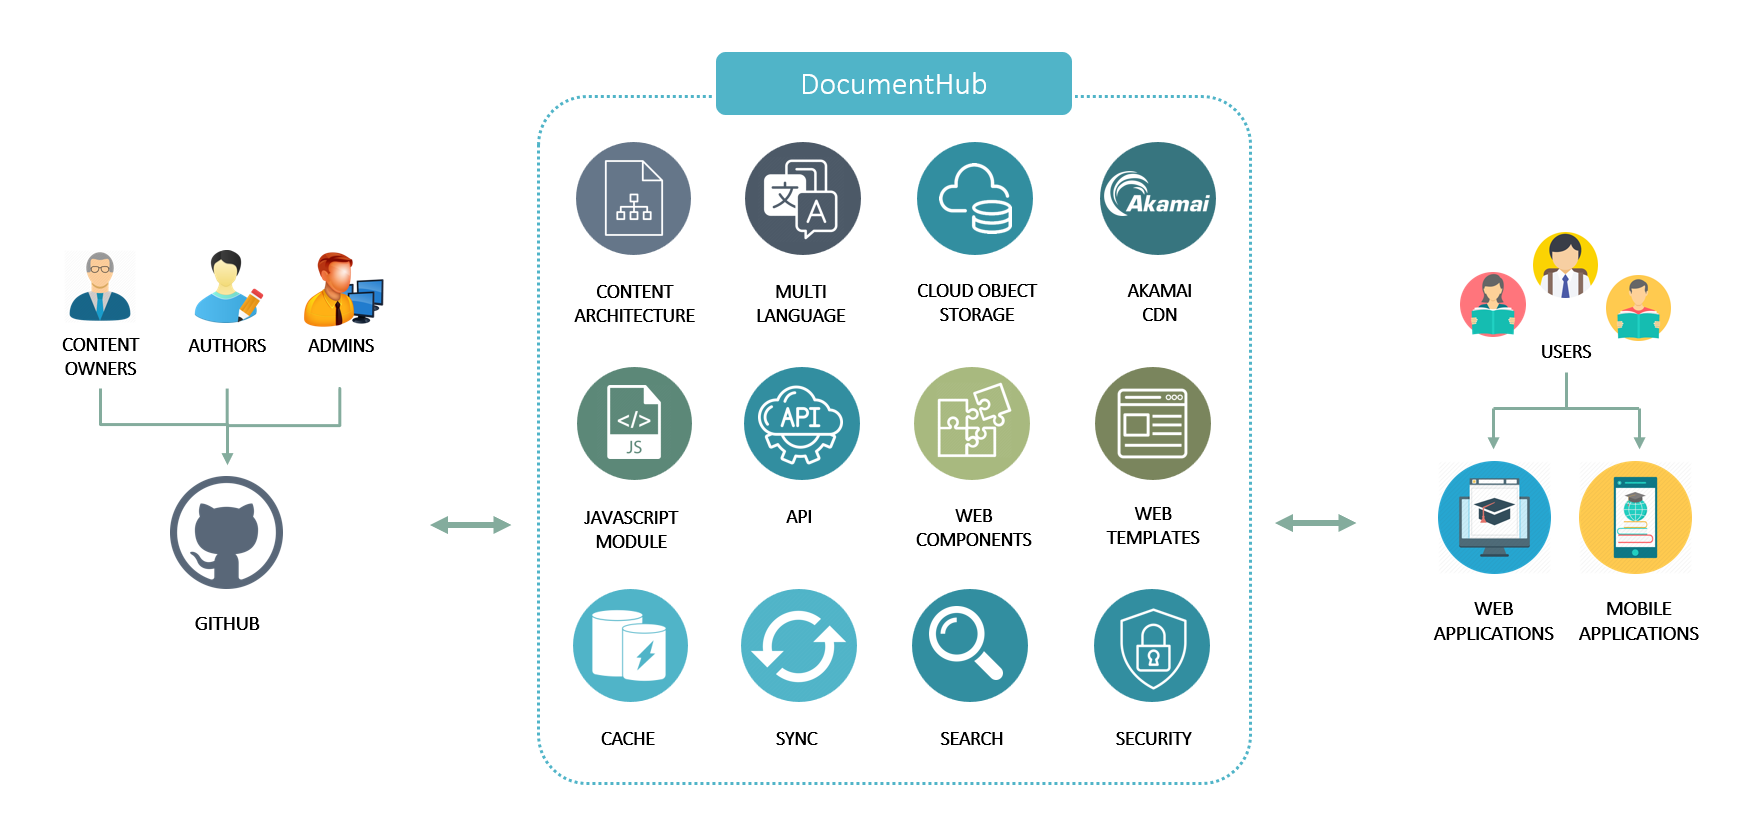 DocumentHub
文
A
Akamai
CONTENT
ARCHITECTURE
MULTI
LANGUAGE
CLOUD OBJECT
STORAGE
AKAMAI
CDN
CONTENT
OWNERS
AUTHORS
ADMINS
USERS
</>
JS
API
JAVASCRIPT
MODULE
API
WEB
COMPONENTS
WEB
TEMPLATES
GITHUB
WEB
APPLICATIONS
MOBILE
APPLICATIONS
CACHE
SYNC
SEARCH
SECURITY